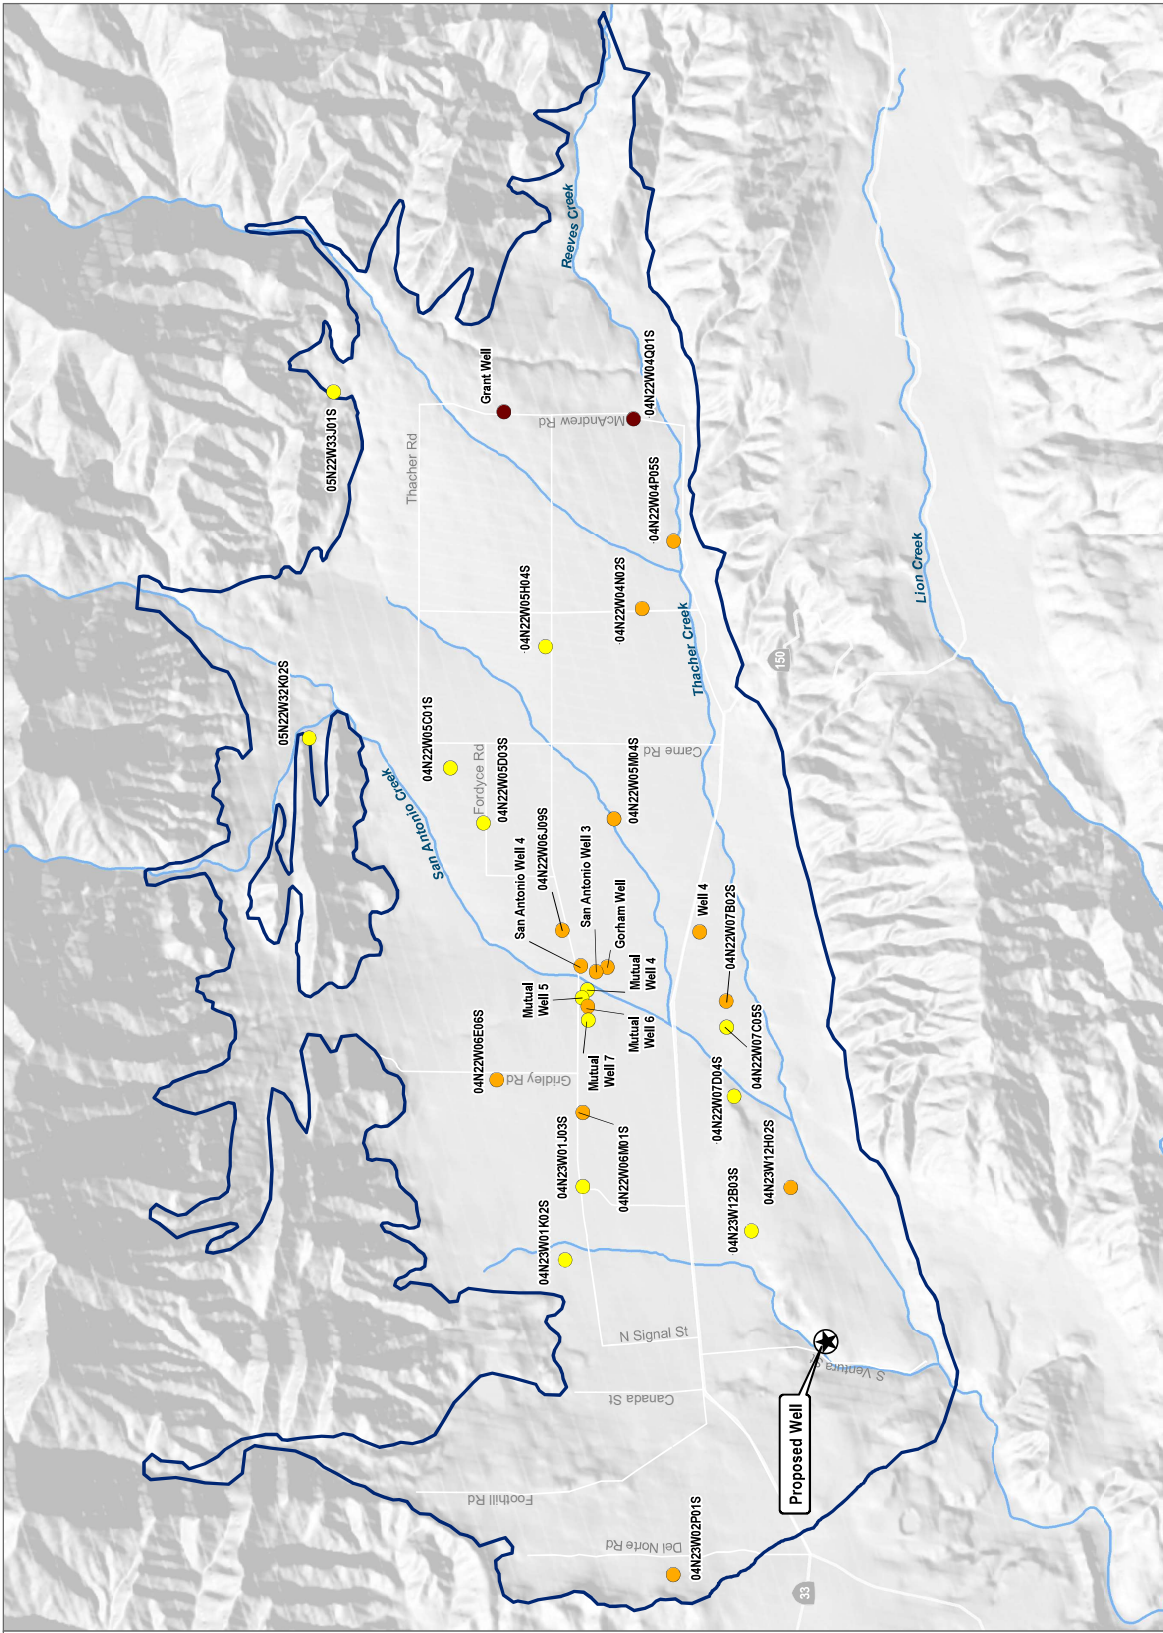 Reeves Creek
Grant Well
04N22W04Q01S
McAndrew Rd
05N22W33J01S
Thacher Rd
04N22W04P05S
Lion Creek
04N22W05H04S
04N22W04N02S
Thacher Creek
150
05N22W32K02S
04N22W05C01S
Fordyce Rd
04N22W05D03S
Carne Rd
04N22W05M04S
San Antonio Creek
San Antonio Well 4
04N22W06J09S
San Antonio Well 3
Gorham Well
Well 4
04N22W07B02S
Mutual
Well 5
Mutual
Well 4
Mutual
Well 6
Mutual
Well 7
04N22W06E06S
Gridley Rd
04N22W07C05S
04N22W07D04S
04N23W01J03S
04N22W06M01S
04N23W12H02S
04N23W12B03S
04N23W01K02S
N Signal St
S Ventura St
Canada St
Proposed Well
Foothill Rd
Del Norte Rd
04N23W02P01S
33